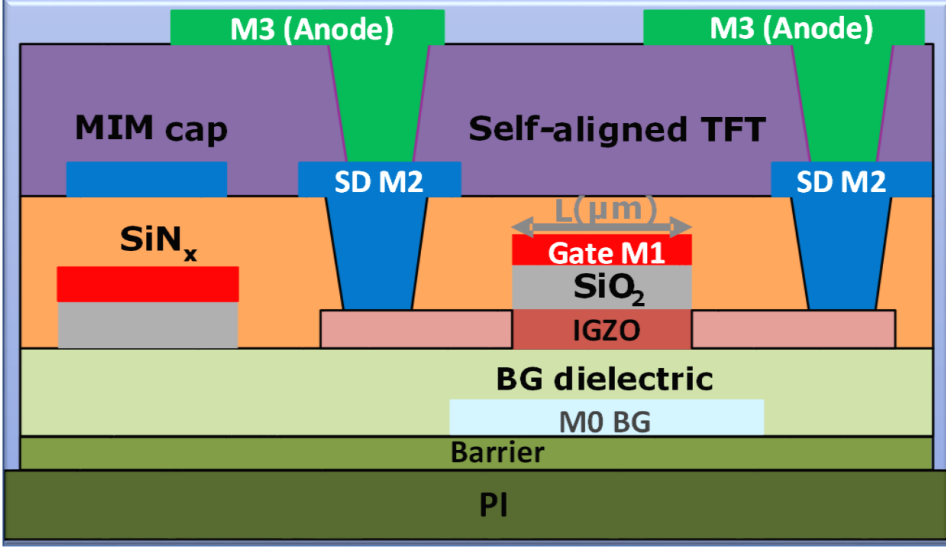 M3 (Anode) M3 (Anode)
MIM cap Self-aligned TFT
SD M2 SD M2
L(μm)
SiNₓ Gate M1
SiO₂
IGZO
BG dielectric
M0 BG
Barrier
PI